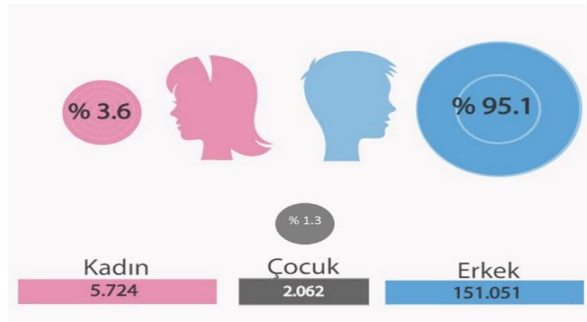 % 3.6
% 95.1
% 1.3
Kadın
Çocuk
Erkek
5.724
2.062
151.051